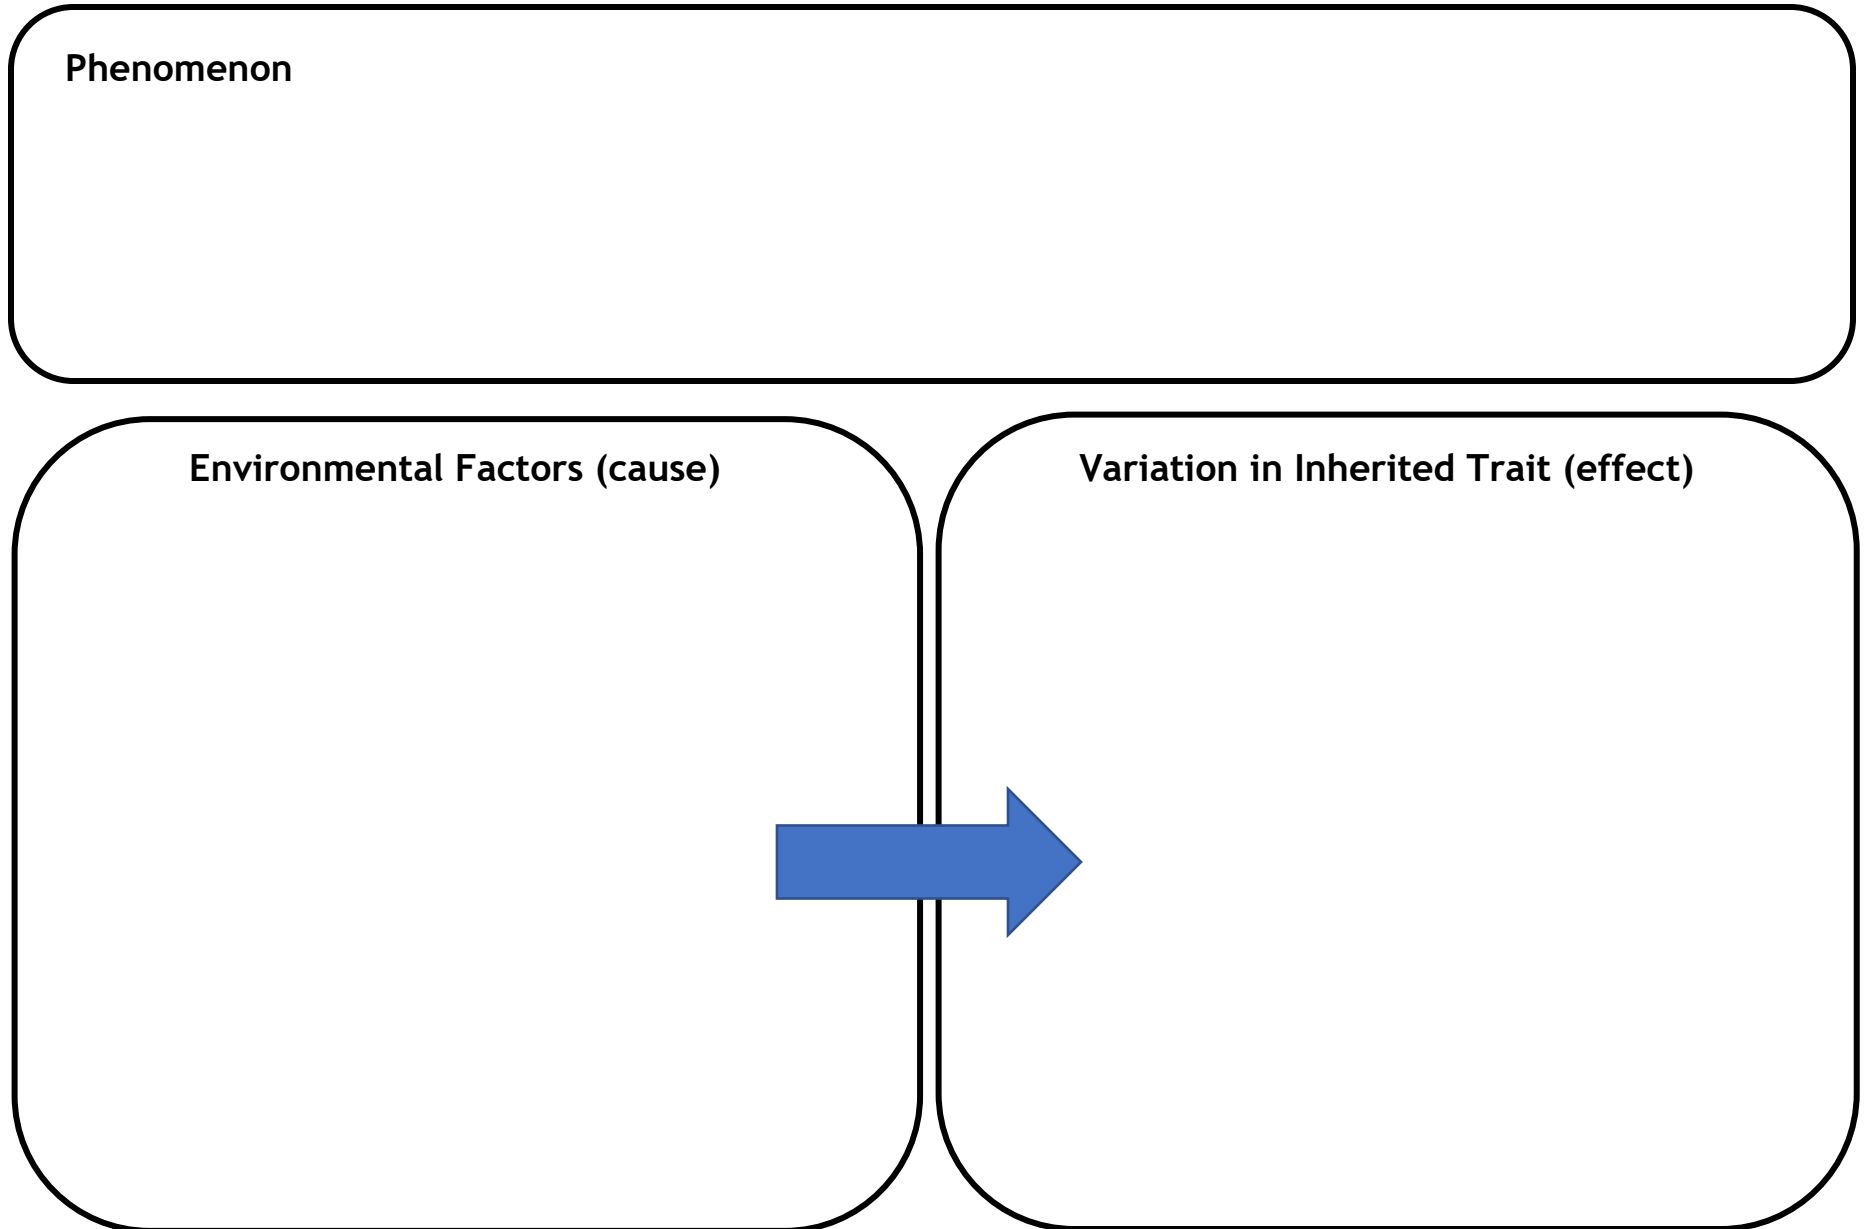 Phenomenon
Environmental Factors (cause)
Variation in Inherited Trait (effect)